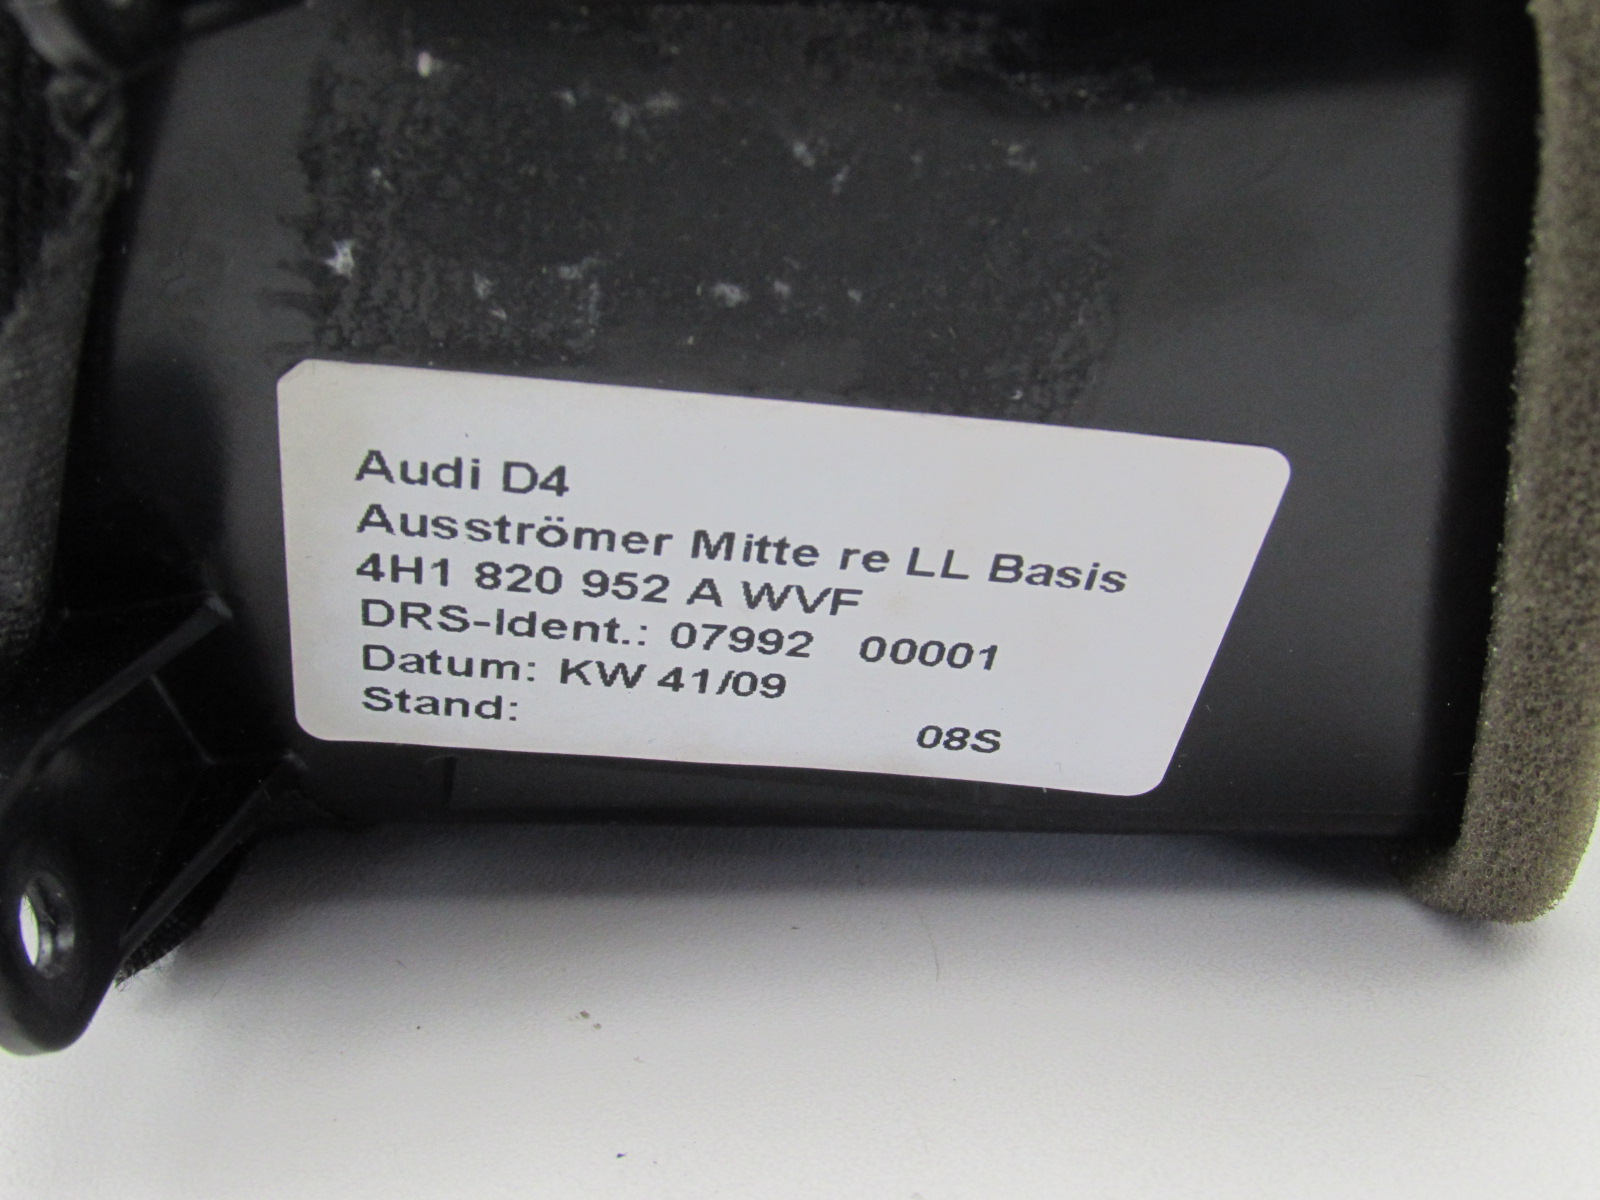 Audi D4
Ausströmer Mitte re LL Basis
4H1 820 952 A WVF
DRS-Ident.: 07992 00001
Datum: KW 41/09
Stand:
08S